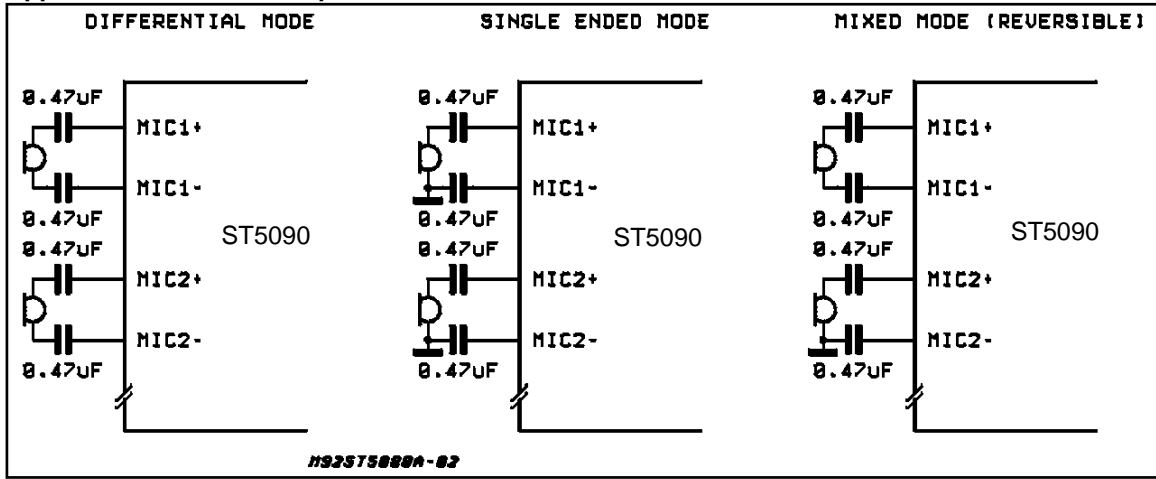 DIFFERENTIAL MODE
SINGLE ENDED MODE
MIXED MODE (REVERSIBLE)
0.47uF
MIC1+
MIC1-
0.47uF
ST5090
0.47uF
MIC2+
MIC2-
0.47uF
0.47uF
MIC1+
MIC1-
0.47uF
ST5090
0.47uF
MIC2+
MIC2-
0.47uF
0.47uF
MIC1+
MIC1-
0.47uF
ST5090
0.47uF
MIC2+
MIC2-
0.47uF
M92ST5080A-02